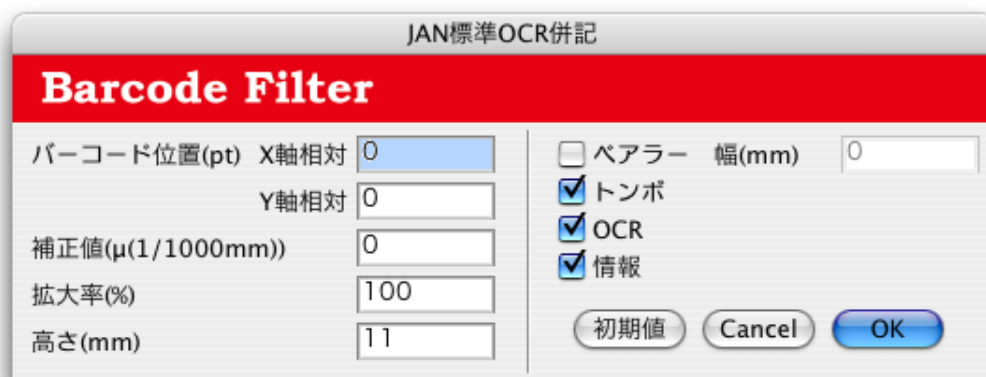 JAN標準OCR併記
Barcode Filter
バーコード位置(pt) X軸相対 0
Y軸相対 0
補正値(μ(1/1000mm)) 0
拡大率(%) 100
高さ(mm) 11
ベアラー 幅(mm) 0
トンボ
OCR
情報
初期値 Cancel OK